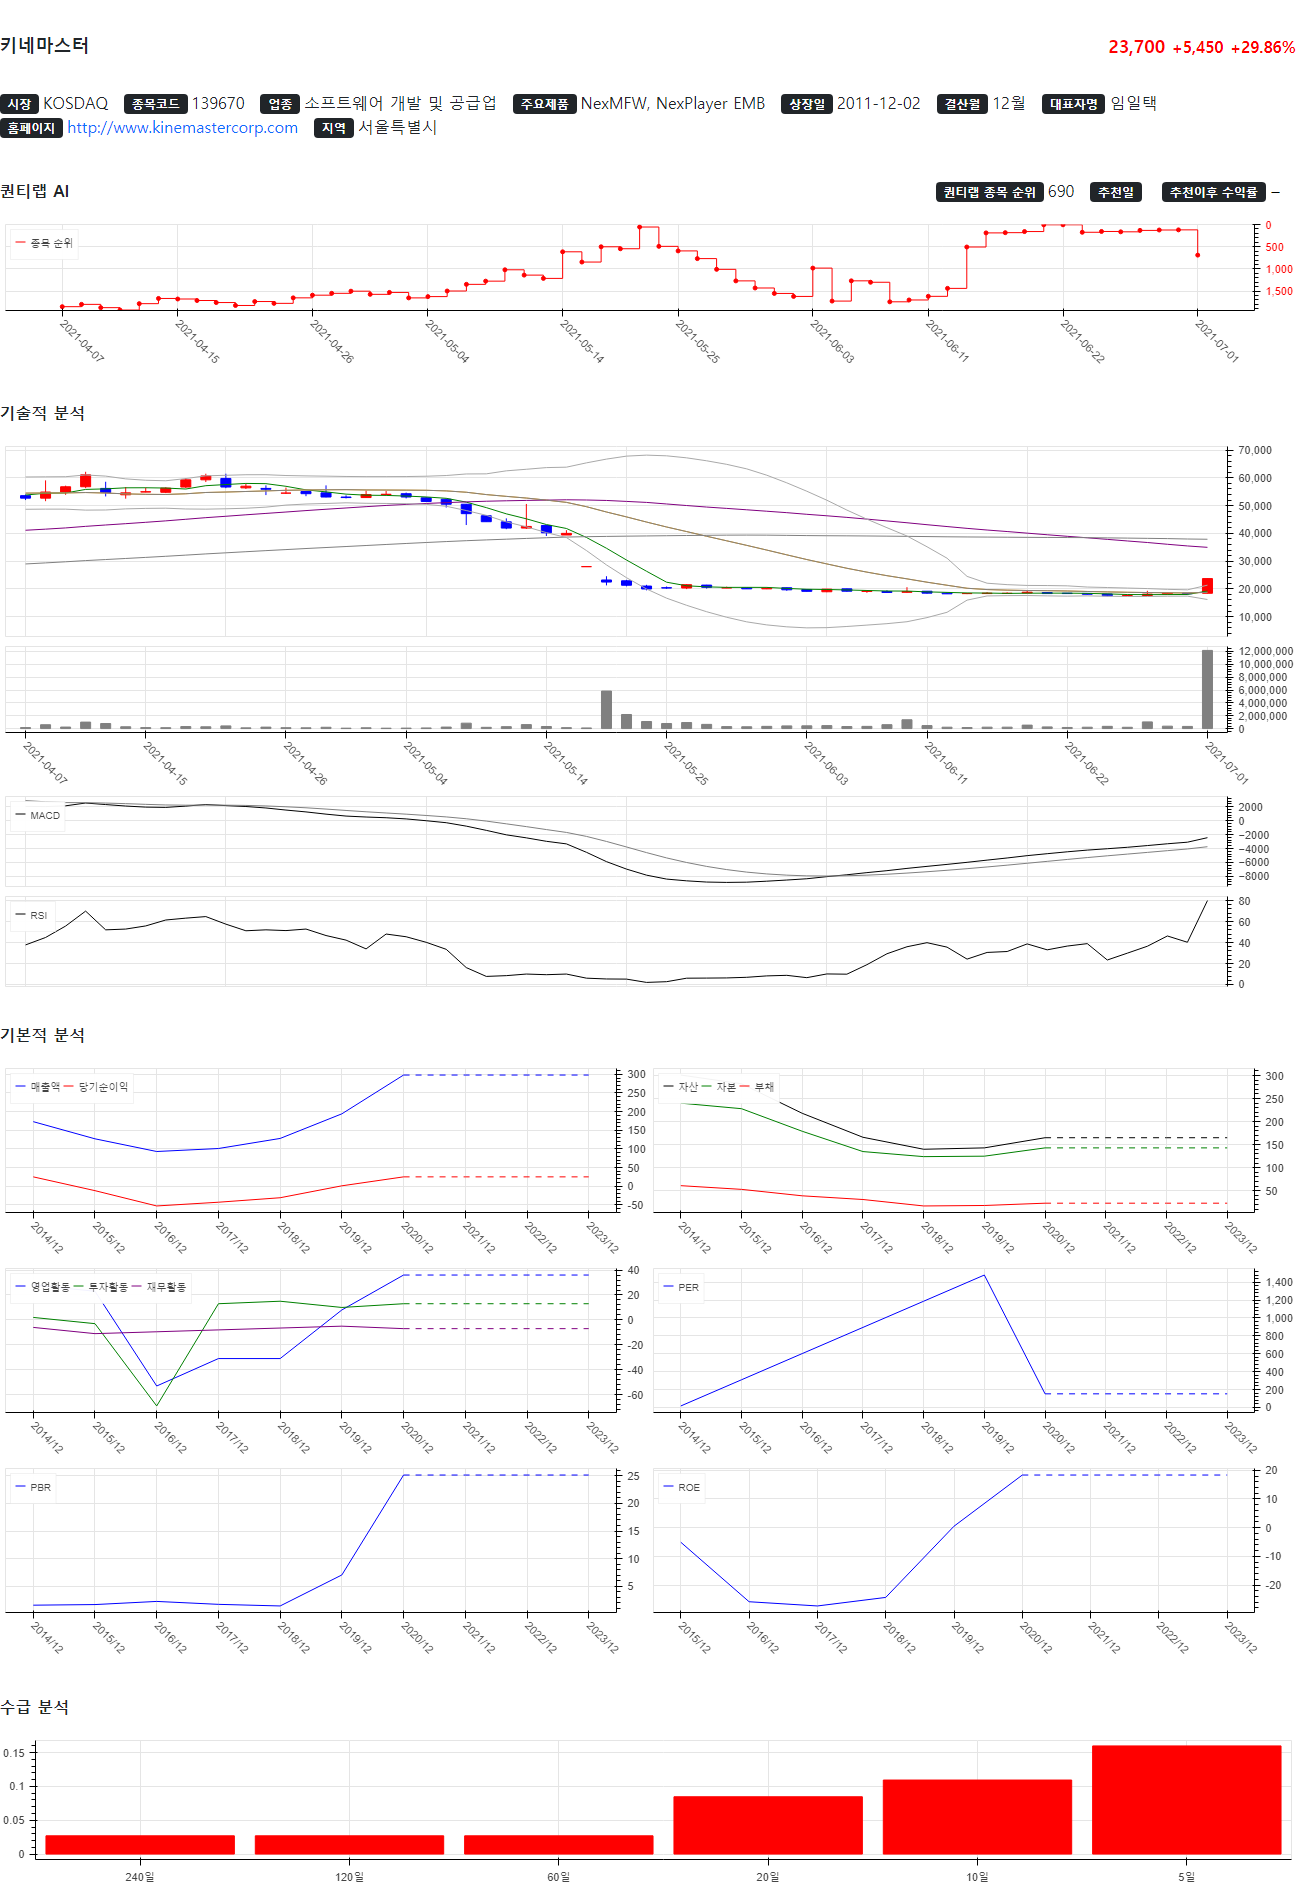 키네마스터
23,700 +5,450 +29.86%
시장 KOSDAQ 종목코드 139670 업종 소프트웨어 개발 및 공급업 주요제품 NexMFW, NexPlayer EMB 상장일 2011-12-02 결산월 12월 대표자명 임일택
홈페이지 http://www.kinemastercorp.com 지역 서울특별시
퀀티랩 AI
퀀티랩 종목 순위 690 추천일 추천이후 수익률 –
종목 순위
0
500
1,000
1,500
2021-04-07 2021-04-15 2021-04-26 2021-05-04 2021-05-14 2021-05-25 2021-06-03 2021-06-11 2021-06-22 2021-07-01
기술적 분석
70,000
60,000
50,000
40,000
30,000
20,000
10,000
12,000,000
10,000,000
8,000,000
6,000,000
4,000,000
2,000,000
0
2021-04-07 2021-04-15 2021-04-26 2021-05-04 2021-05-14 2021-05-25 2021-06-03 2021-06-11 2021-06-22 2021-07-01
MACD
2000
0
−2000
−4000
−6000
−8000
RSI
80
60
40
20
0
기본적 분석
매출액 당기순이익
300
250
200
150
100
50
0
-50
2014/12 2015/12 2016/12 2017/12 2018/12 2019/12 2020/12 2021/12 2022/12 2023/12
자산 자본 부채
300
250
200
150
100
50
2014/12 2015/12 2016/12 2017/12 2018/12 2019/12 2020/12 2021/12 2022/12 2023/12
영업활동 투자활동 재무활동
40
20
0
-20
-40
-60
2014/12 2015/12 2016/12 2017/12 2018/12 2019/12 2020/12 2021/12 2022/12 2023/12
PER
1,400
1,200
1,000
800
600
400
200
0
2014/12 2015/12 2016/12 2017/12 2018/12 2019/12 2020/12 2021/12 2022/12 2023/12
PBR
25
20
15
10
5
2014/12 2015/12 2016/12 2017/12 2018/12 2019/12 2020/12 2021/12 2022/12 2023/12
ROE
20
10
0
-10
-20
2015/12 2016/12 2017/12 2018/12 2019/12 2020/12 2021/12 2022/12 2023/12
수급 분석
0.15
0.1
0.05
0
240일 120일 60일 20일 10일 5일